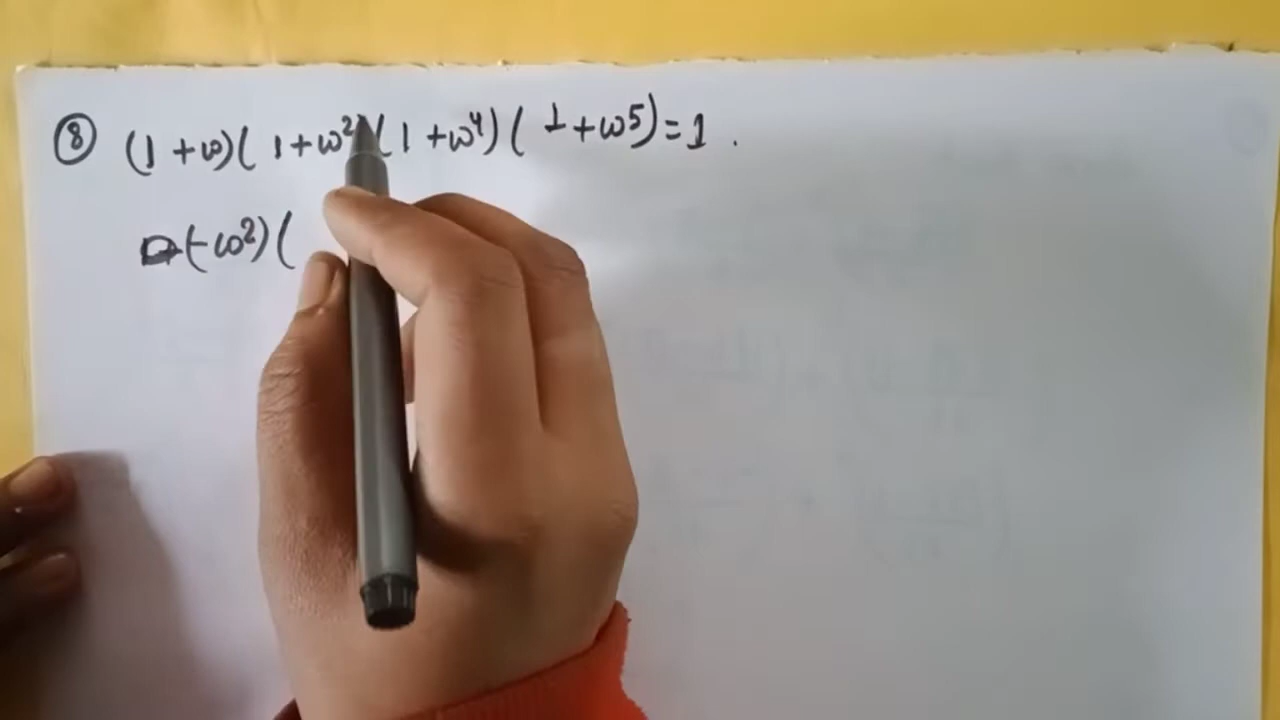 ⑧ (1 + ω)( 1 + ω²)(1 + ω⁴)( 1 + ω⁵) = 1 .
(-ω²)(